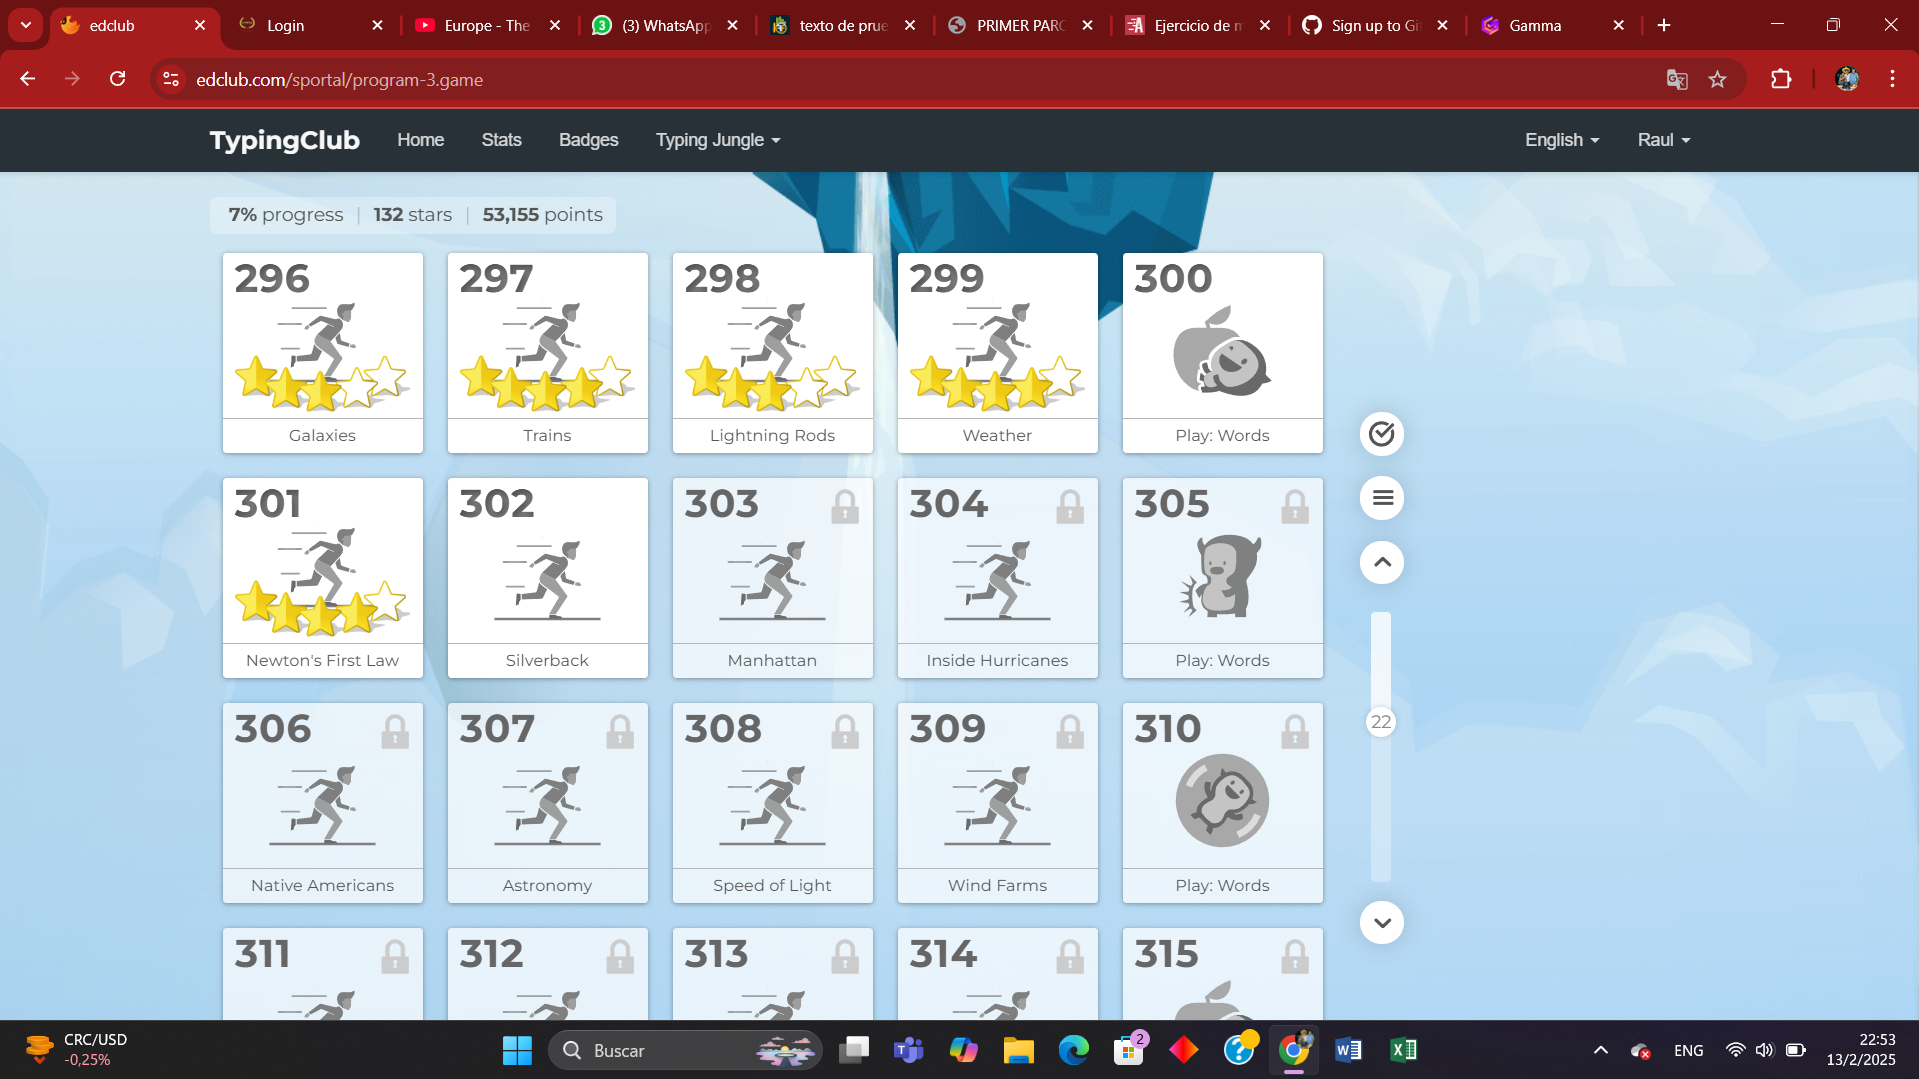 edclub
Login
Europe - The
(3) WhatsApp
texto de prue
PRIMER PARC
Ejercicio de m
Sign up to Gi
Gamma
edclub.com/sportal/program-3.game
TypingClub
Home
Stats
Badges
Typing Jungle
English
Raul
7% progress | 132 stars | 53,155 points
296
297
298
299
300
Galaxies
Trains
Lightning Rods
Weather
Play: Words
301
302
303
304
305
Newton's First Law
Silverback
Manhattan
Inside Hurricanes
Play: Words
22
306
307
308
309
310
Native Americans
Astronomy
Speed of Light
Wind Farms
Play: Words
311
312
313
314
315
CRC/USD
-0,25%
Buscar
2
ENG
22:53
13/2/2025